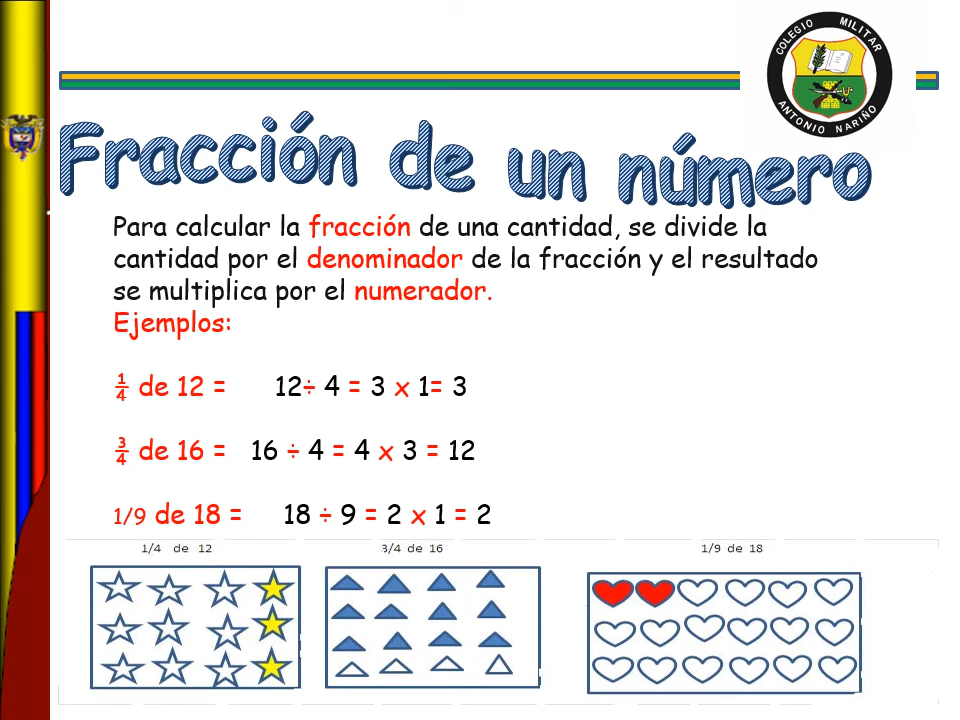 COLEGIO MILITAR
ANTONIO NARIÑO
Fracción de un número
Para calcular la fracción de una cantidad, se divide la
cantidad por el denominador de la fracción y el resultado
se multiplica por el numerador.
Ejemplos:
¼ de 12 = 12÷ 4 = 3 x 1= 3
¾ de 16 = 16 ÷ 4 = 4 x 3 = 12
1/9 de 18 = 18 ÷ 9 = 2 x 1 = 2
1/4 de 12 3/4 de 16 1/9 de 18